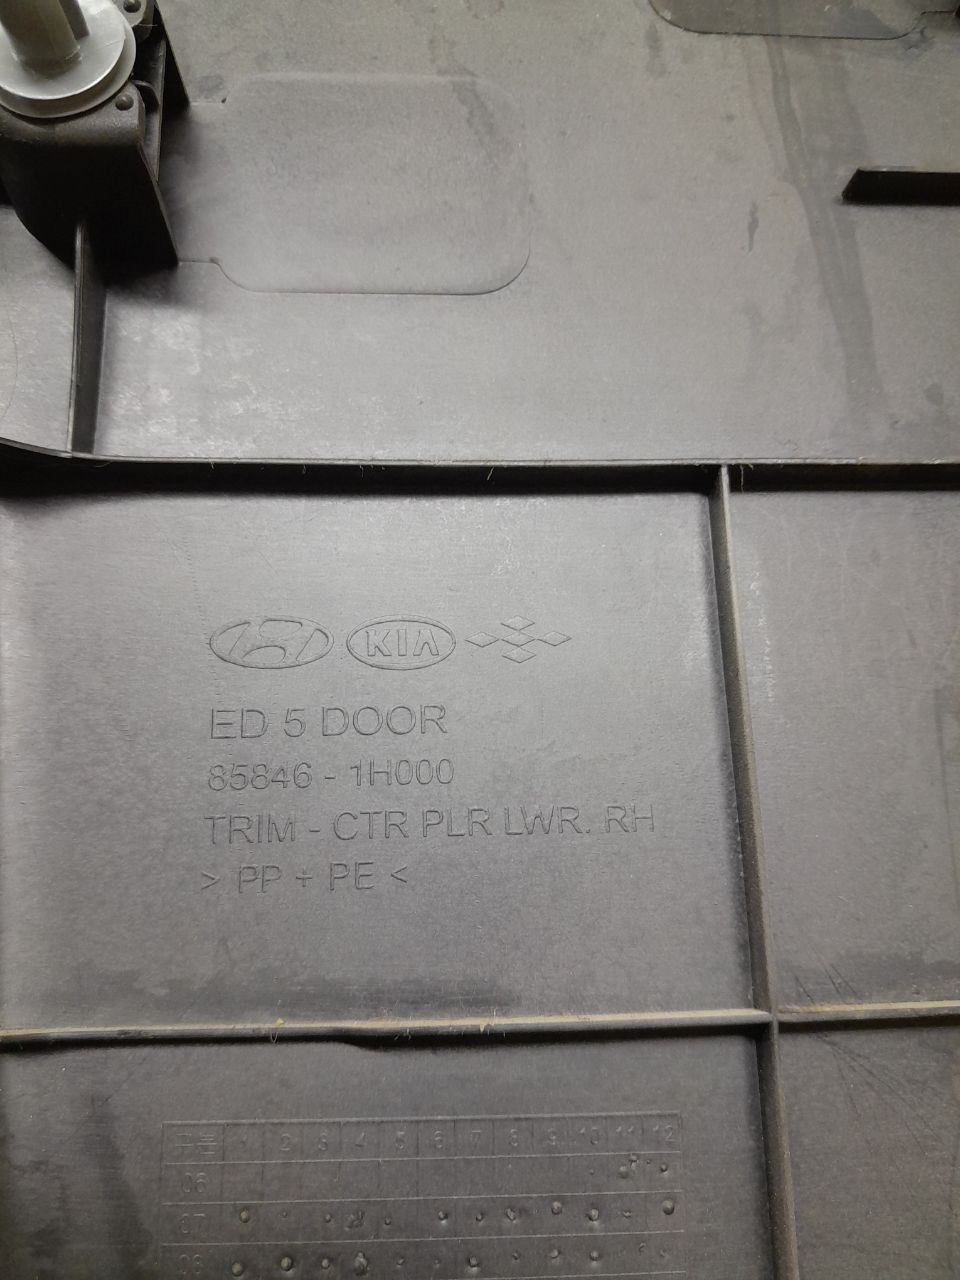 KIA
ED 5 DOOR
85846 - 1H000
TRIM - CTR PLR LWR. RH
> PP + PE <
구분 1 2 3 4 5 6 7 8 9 10 11 12
06
07
08